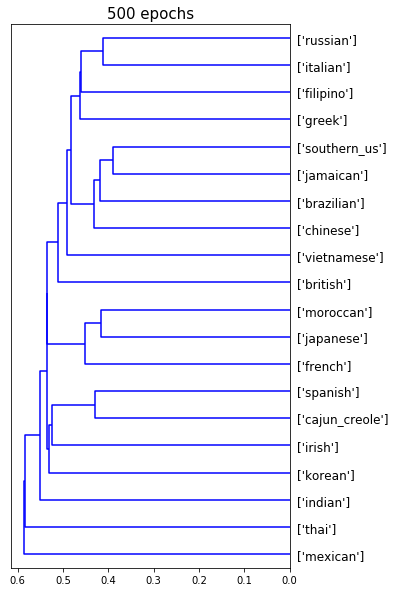 500 epochs
['russian']
['italian']
['filipino']
['greek']
['southern_us']
['jamaican']
['brazilian']
['chinese']
['vietnamese']
['british']
['moroccan']
['japanese']
['french']
['spanish']
['cajun_creole']
['irish']
['korean']
['indian']
['thai']
['mexican']
0.6 0.5 0.4 0.3 0.2 0.1 0.0